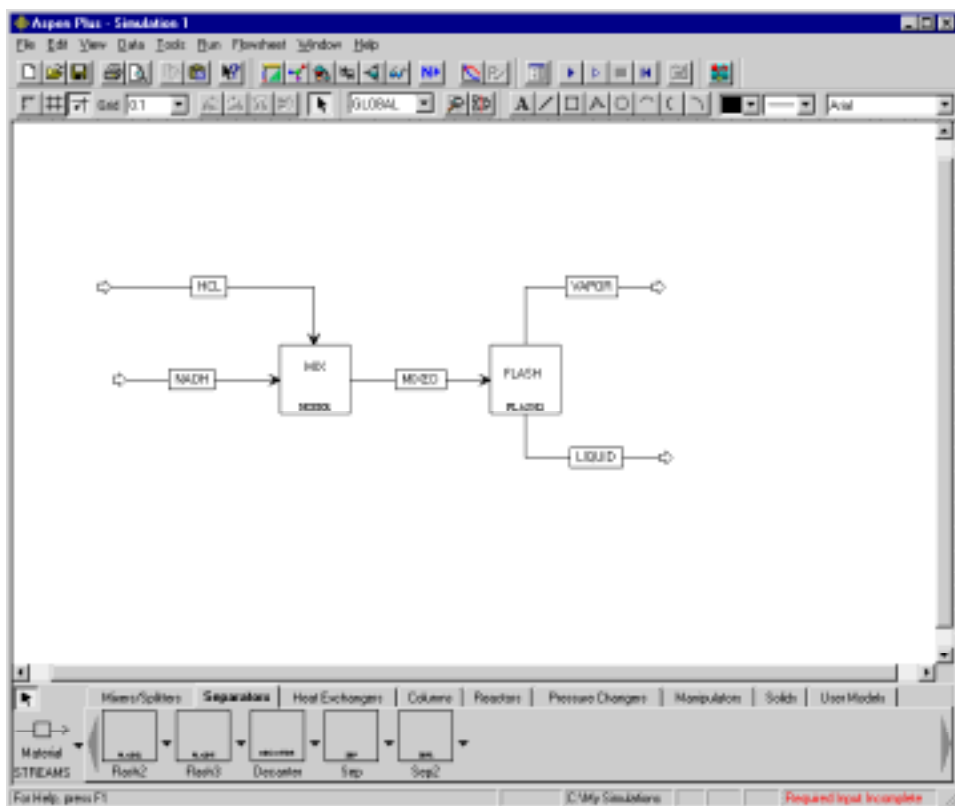 Aspen Plus - Simulation 1
File Edit View Data Tools Run Flowsheet Window Help
N>
Grid 0.1 GLOBAL A Arial
HCL VAPOR
MIX
NAOH MIXED FLASH
MIXER FLASH2
LIQUID
Mixers/Splitters Separators Heat Exchangers Columns Reactors Pressure Changers Manipulators Solids User Models
Material
STREAMS Flash2 Flash3 Decanter Sep Sep2
For Help, press F1 C:\My Simulations Required Input Incomplete